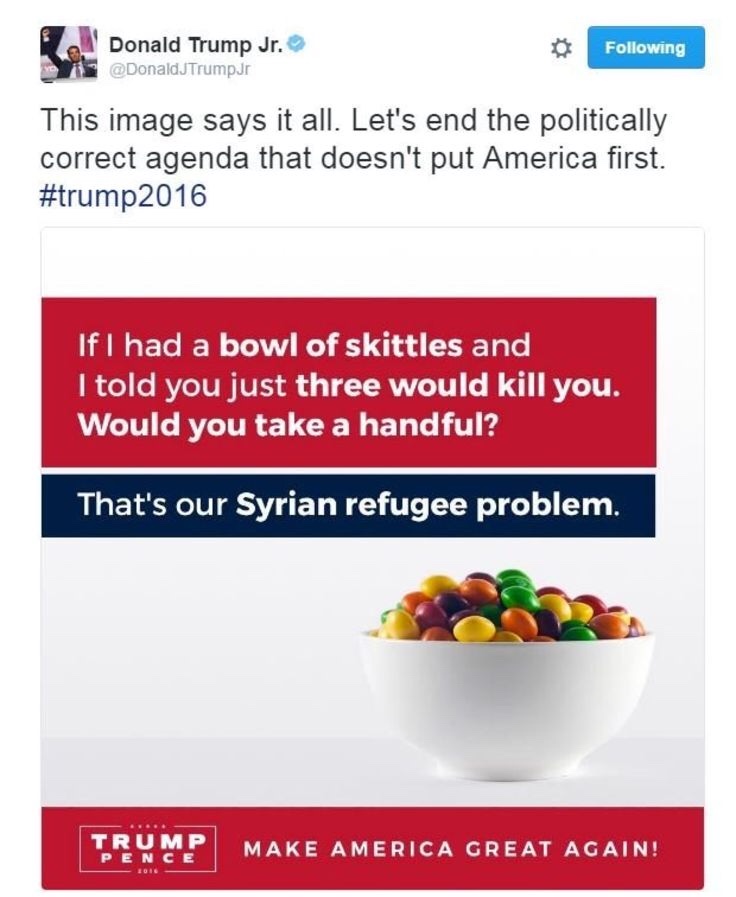 Donald Trump Jr.
Following
@DonaldJTrumpJr
This image says it all. Let's end the politically
correct agenda that doesn't put America first.
#trump2016
If I had a bowl of skittles and
I told you just three would kill you.
Would you take a handful?
That's our Syrian refugee problem.
TRUMP
PENCE
2016
MAKE AMERICA GREAT AGAIN!